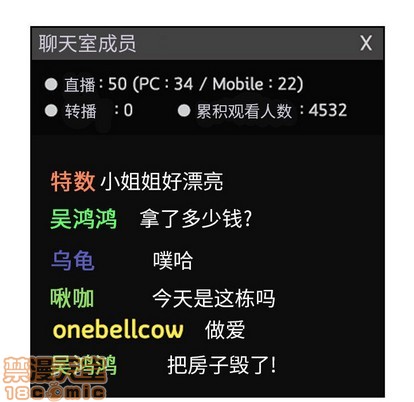 聊天室成员 X
● 直播：50 (PC：34 / Mobile：22)
● 转播：0 ● 累积观看人数：4532
特数 小姐姐好漂亮
吴鸿鸿 拿了多少钱?
乌龟 噗哈
啾咖 今天是这栋吗
onebellcow 做爱
吴鸿鸿 把房子毁了!
禁漫天堂
18comic